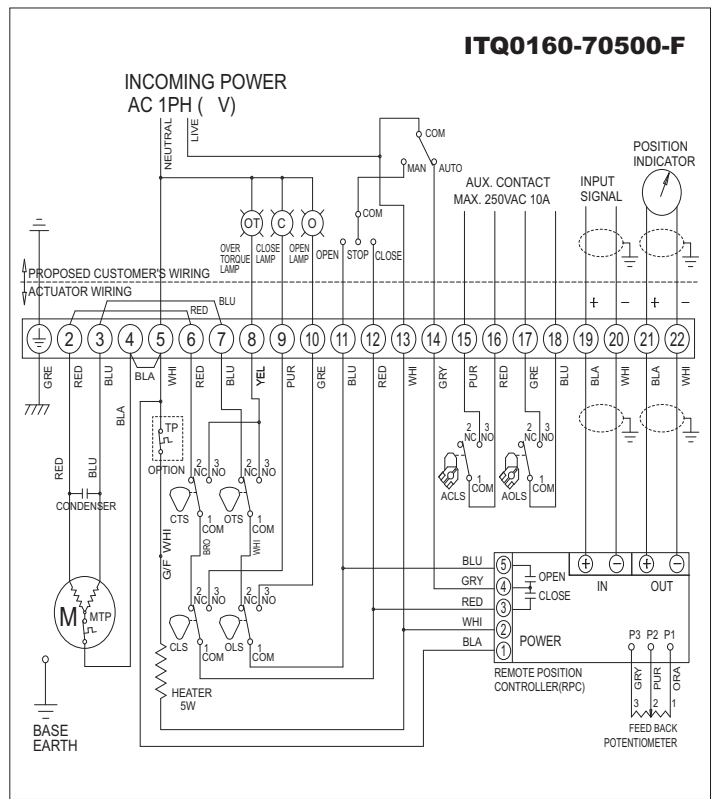 ITQ0160-70500-F
INCOMING POWER
AC 1PH ( V)
NEUTRAL
LIVE
COM
MAN
AUTO
POSITION
INDICATOR
AUX. CONTACT
MAX. 250VAC 10A
INPUT
SIGNAL
COM
OT
C
O
OVER
TORQUE
LAMP
CLOSE
LAMP
OPEN
LAMP
OPEN
STOP
CLOSE
PROPOSED CUSTOMER'S WIRING
ACTUATOR WIRING
BLU
RED
+ − + −
2 3 4 5 6 7 8 9 10 11 12 13 14 15 16 17 18 19 20 21 22
GRE
RED
BLU
BLA
WHI
RED
BLU
YEL
PUR
GRE
BLU
RED
WHI
GRY
PUR
RED
GRE
BLU
BLA
WHI
BLA
WHI
BLA
TP
OPTION
RED
BLU
CONDENSER
2 3
NC NO
2 3
NC NO
CTS
1
COM
OTS
1
COM
BRO
WHI
G/F WHI
2 3
NC NO
2 3
NC NO
CLS
1
COM
OLS
1
COM
2 3
NC NO
1
COM
ACLS
2 3
NC NO
1
COM
AOLS
M
MTP
HEATER
5W
BASE
EARTH
BLU
GRY
RED
WHI
BLA
5
4
3
2
1
OPEN
CLOSE
POWER
+ − + −
IN
OUT
P3 P2 P1
GRY
PUR
ORA
3 2 1
REMOTE POSITION
CONTROLLER(RPC)
FEED BACK
POTENTIOMETER